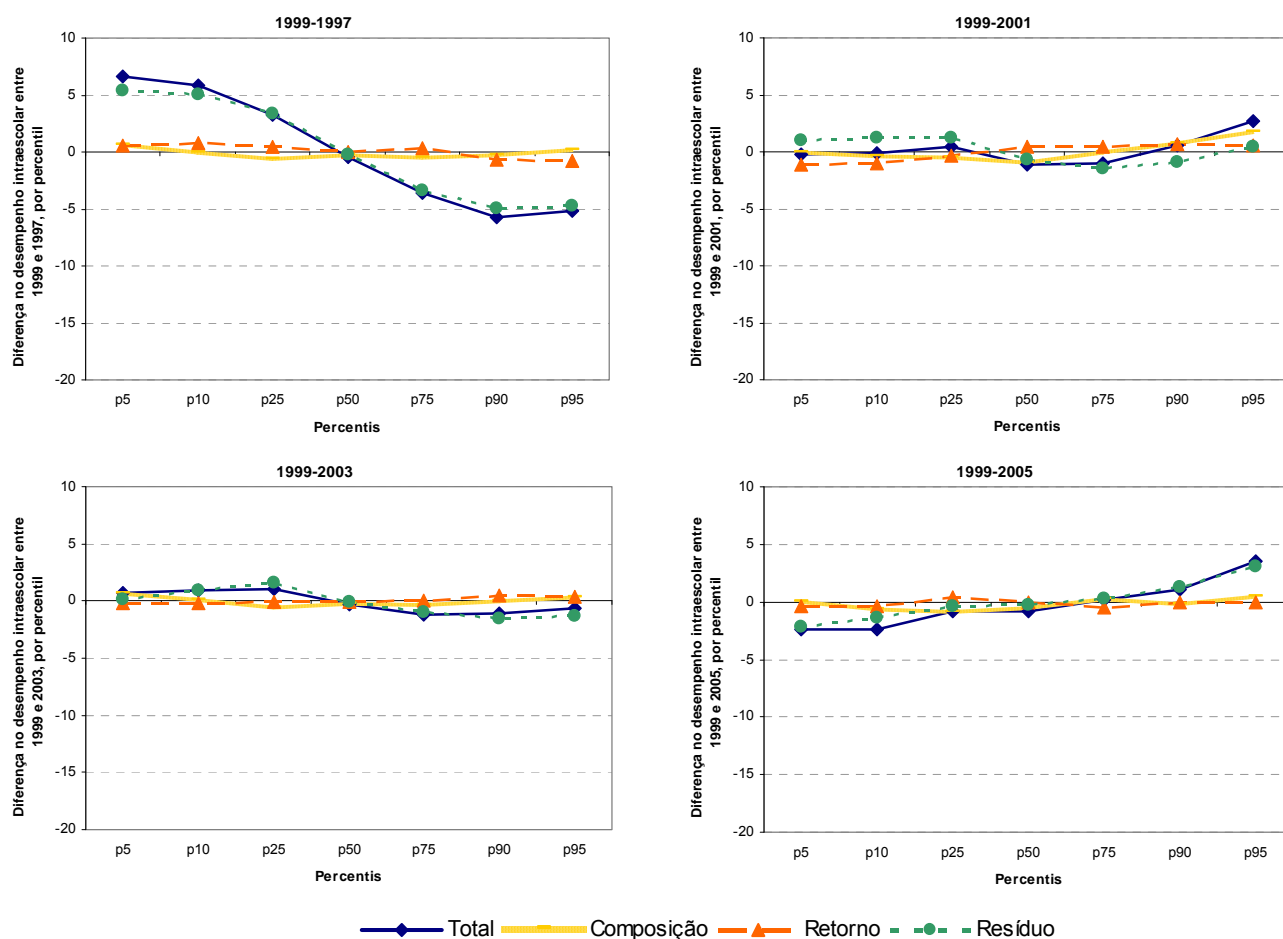 1999-1997
Diferença no desempenho intraescolar entre
1999 e 1997, por percentil
10
5
0
-5
-10
-15
-20
p5 p10 p25 p50 p75 p90 p95
Percentis
1999-2001
Diferença no desempenho intraescolar entre
1999 e 2001, por percentil
10
5
0
-5
-10
-15
-20
p5 p10 p25 p50 p75 p90 p95
Percentis
1999-2003
Diferença no desempenho intraescolar entre
1999 e 2003, por percentil
10
5
0
-5
-10
-15
-20
p5 p10 p25 p50 p75 p90 p95
Percentis
1999-2005
Diferença no desempenho intraescolar entre
1999 e 2005, por percentil
10
5
0
-5
-10
-15
-20
p5 p10 p25 p50 p75 p90 p95
Percentis
Total Composição Retorno Resíduo